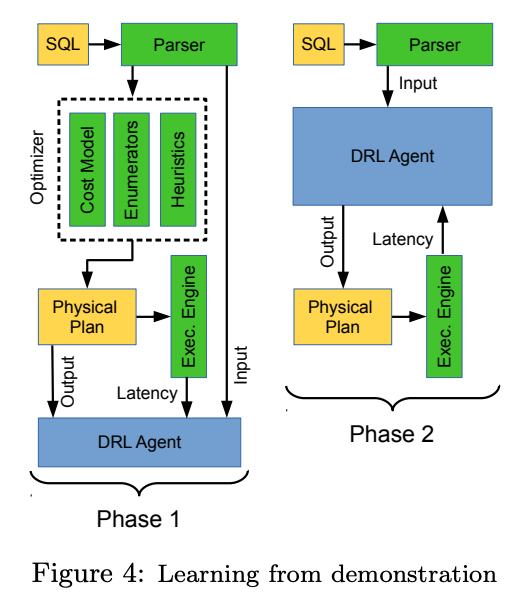 SQL
Parser
Optimizer
Cost Model
Enumerators
Heuristics
Physical
Plan
Exec. Engine
Output
Latency
Input
DRL Agent
Phase 1
SQL
Parser
Input
DRL Agent
Output
Latency
Physical
Plan
Exec. Engine
Phase 2
Figure 4: Learning from demonstration